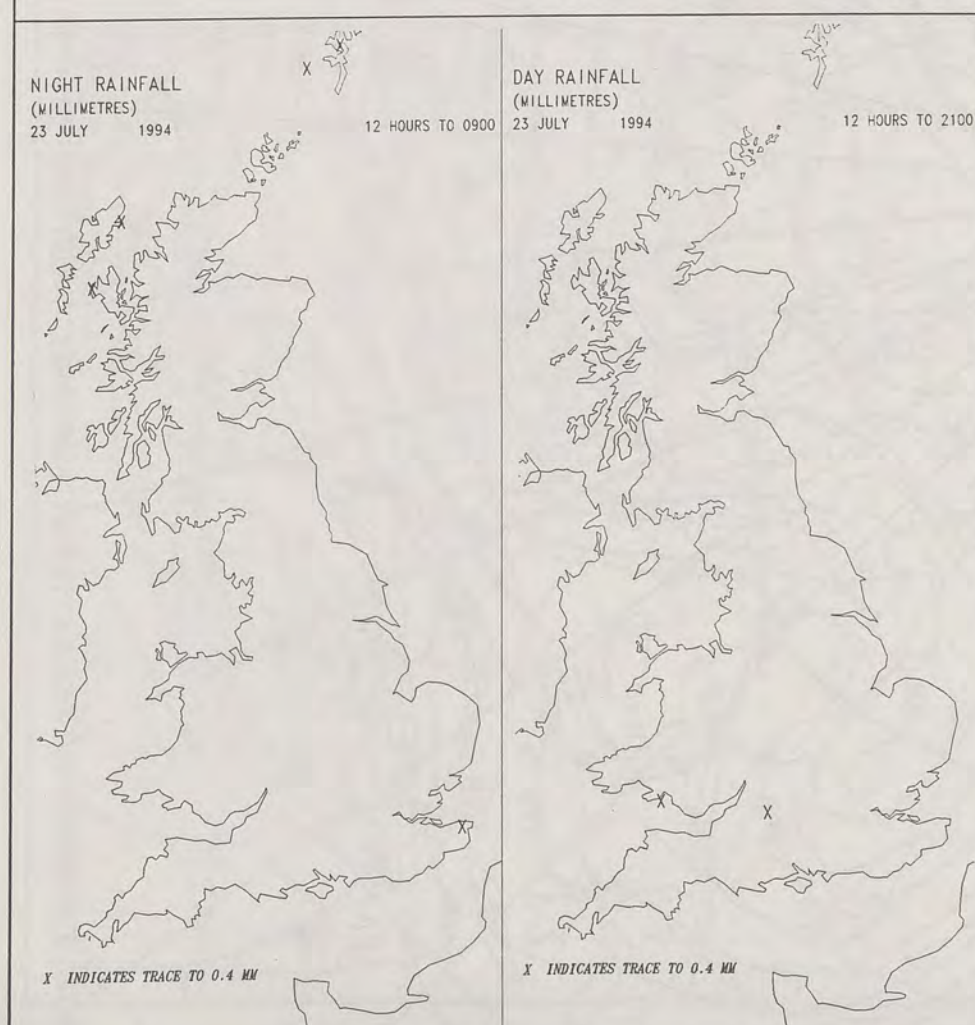 NIGHT RAINFALL
(MILLIMETRES)
23 JULY 1994
12 HOURS TO 0900
X
X
X
X
X INDICATES TRACE TO 0.4 MM
DAY RAINFALL
(MILLIMETRES)
23 JULY 1994
12 HOURS TO 2100
X
X
X INDICATES TRACE TO 0.4 MM